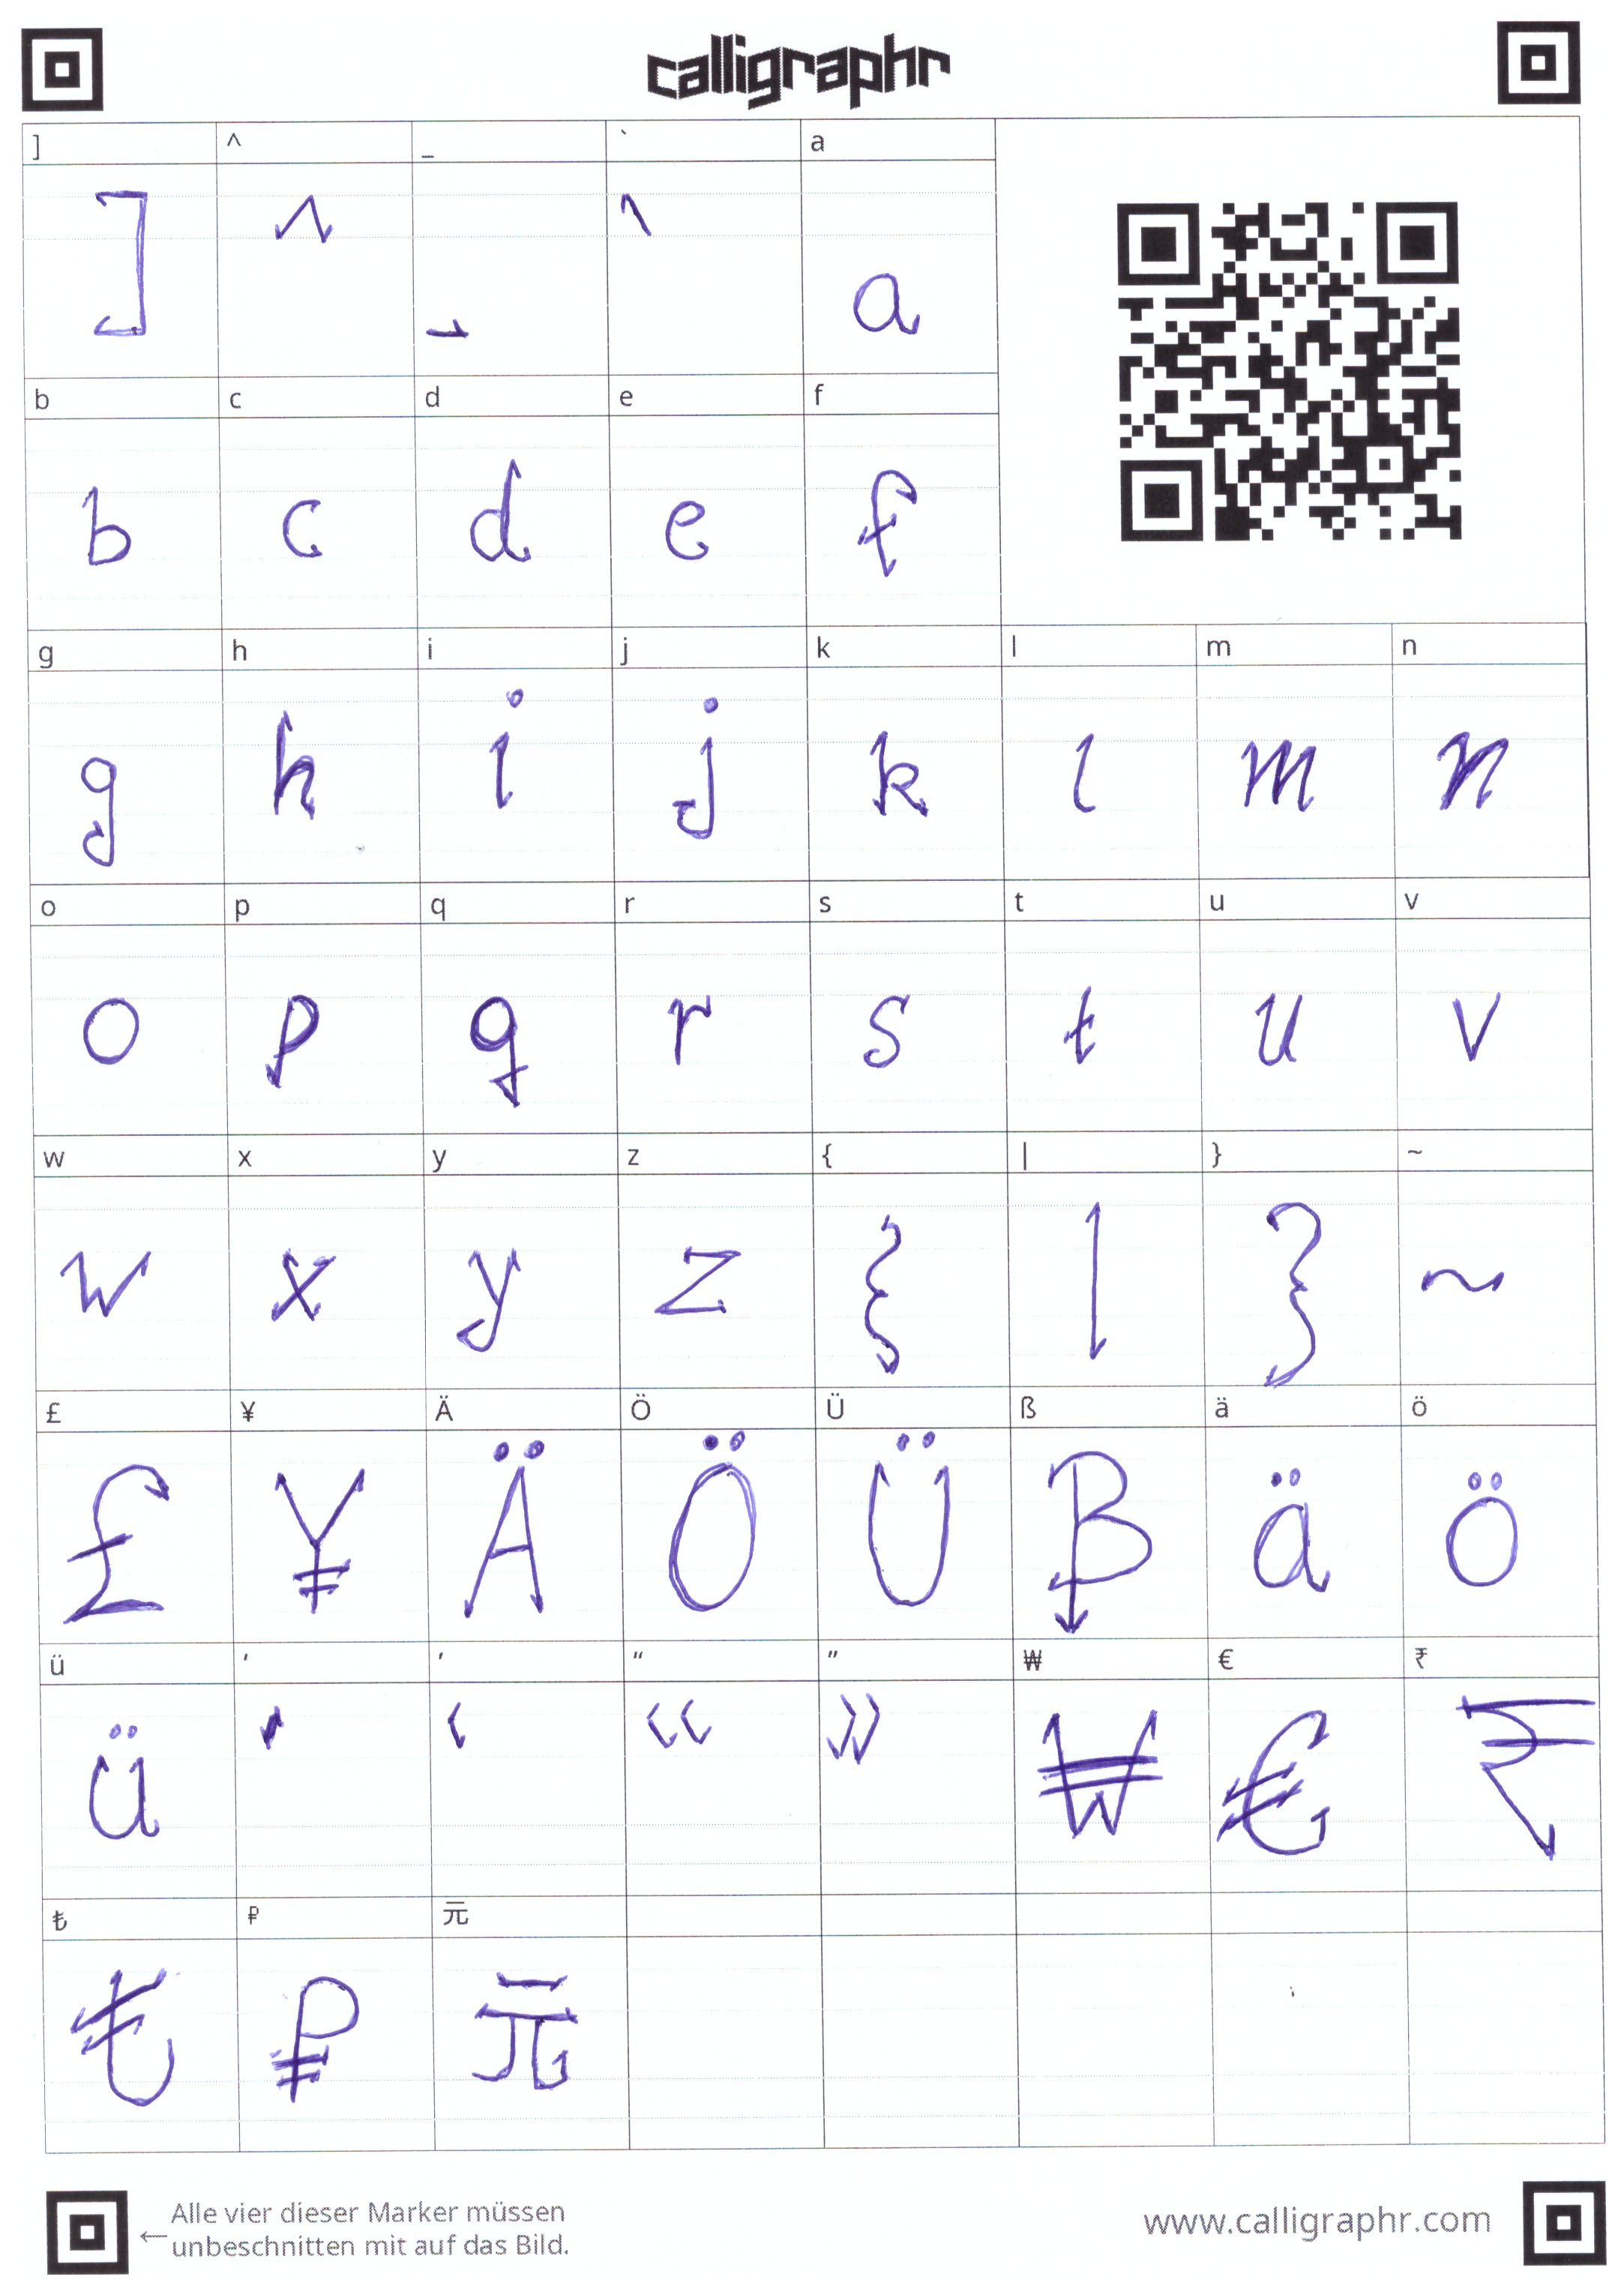 calligraphr
] ^ _ ` a
] ^ _ ` a
b c d e f
b c d e f
g h i j k l m n
g h i j k l m n
o p q r s t u v
o p q r s t u v
w x y z { | } ~
w x y z { | } ~
£ ¥ Ä Ö Ü ß ä ö
£ ¥ Ä Ö Ü ß ä ö
ü ‘ ’ “ ” ₩ € ₹
ü ‘ ‹ « » ₩ € ₹
₺ ₽ 元
₺ ₽ 元
Alle vier dieser Marker müssen
←unbeschnitten mit auf das Bild.
www.calligraphr.com